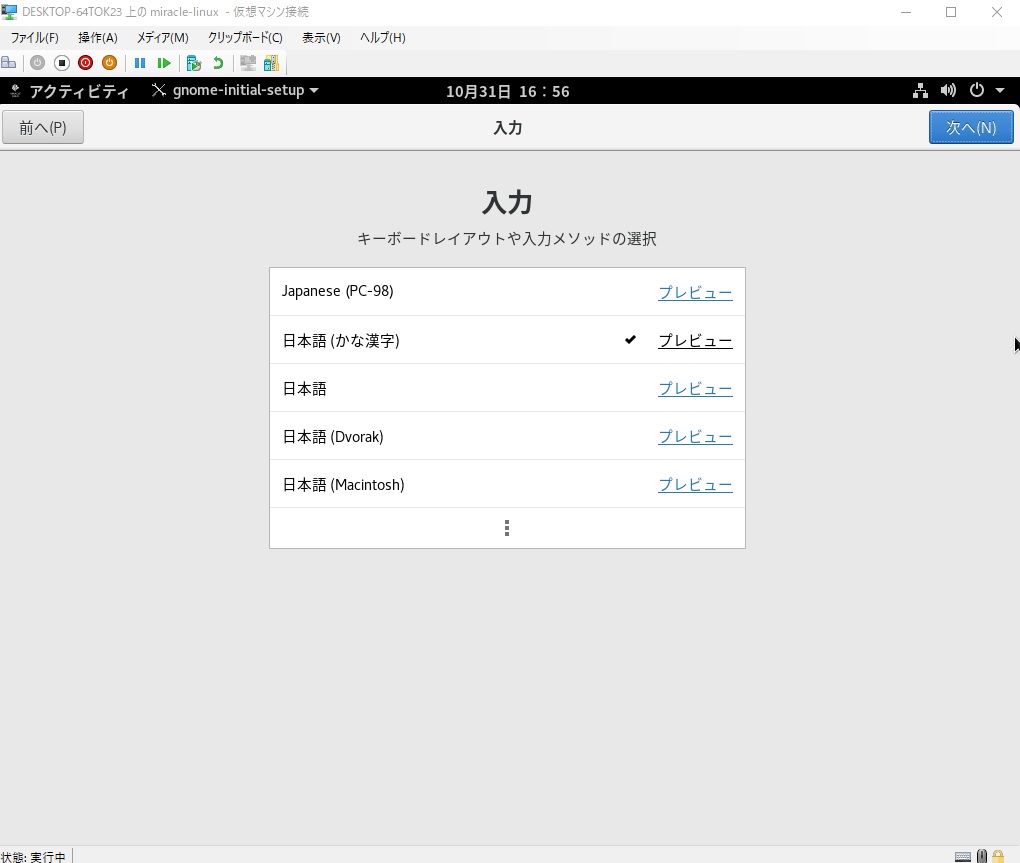 DESKTOP-64TOK23 上の miracle-linux - 仮想マシン接続
ファイル(F) 操作(A) メディア(M) クリップボード(C) 表示(V) ヘルプ(H)
アクティビティ gnome-initial-setup 10月31日 16：56
前へ(P) 入力 次へ(N)
入力
キーボードレイアウトや入力メソッドの選択
Japanese (PC-98) プレビュー
日本語 (かな漢字) プレビュー
日本語 プレビュー
日本語 (Dvorak) プレビュー
日本語 (Macintosh) プレビュー
状態: 実行中